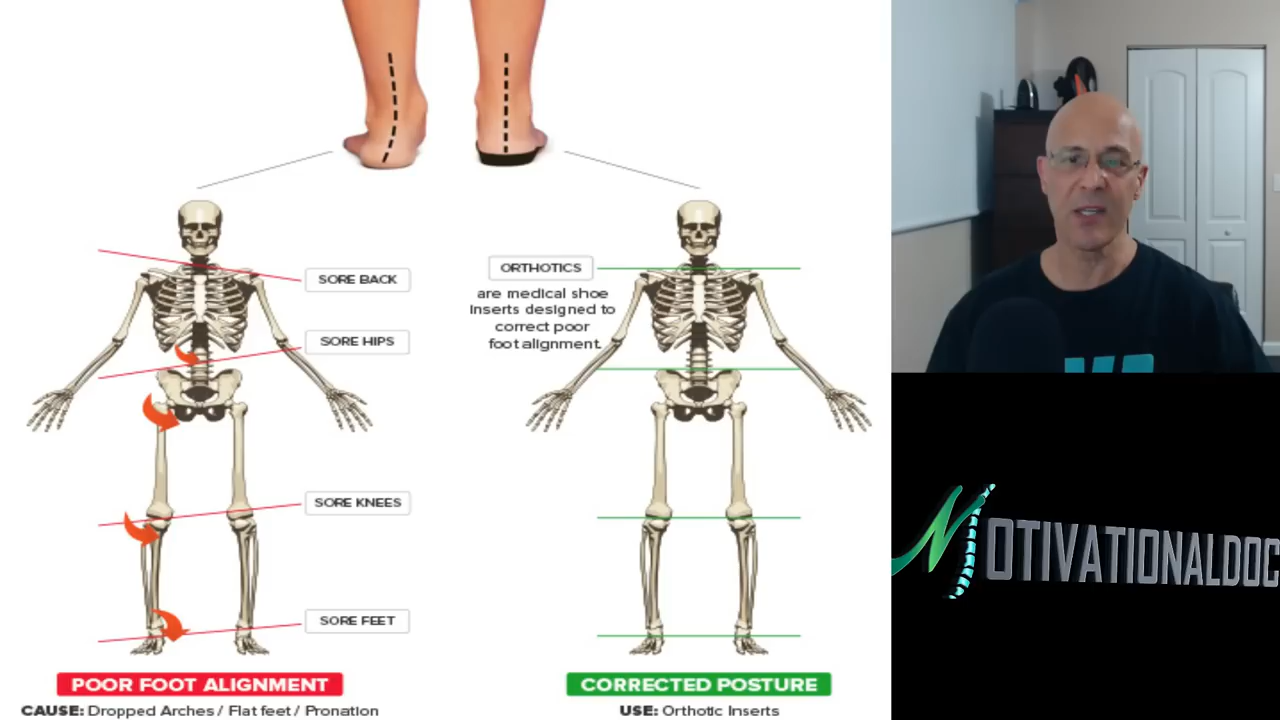 SORE BACK
SORE HIPS
SORE KNEES
SORE FEET
POOR FOOT ALIGNMENT
CAUSE: Dropped Arches / Flat feet / Pronation
ORTHOTICS
are medical shoe
inserts designed to
correct poor
foot alignment.
CORRECTED POSTURE
USE: Orthotic Inserts
MOTIVATIONALDOC